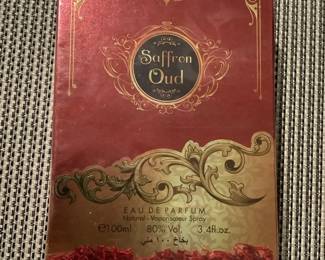 Saffron
Oud
EAU DE PARFUM
Natural - Vaporisateur Spray
℮100ml 80% Vol. 3.4fl.oz.
بخاخ ١٠٠ ملي